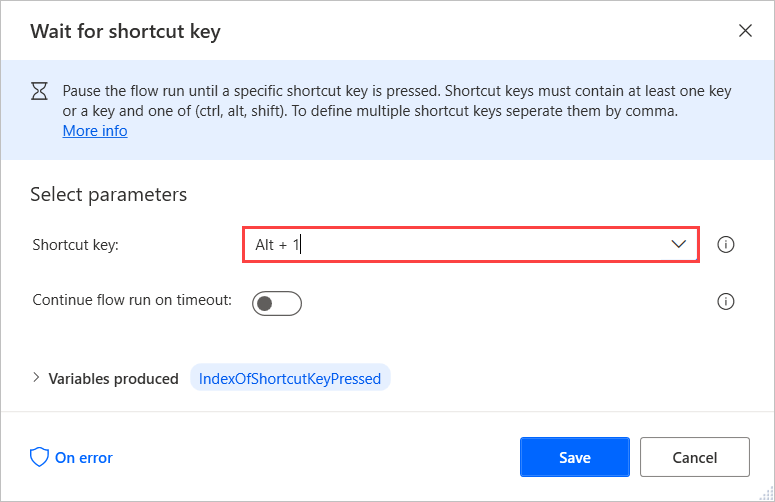 Wait for shortcut key
Pause the flow run until a specific shortcut key is pressed. Shortcut keys must contain at least one key
or a key and one of (ctrl, alt, shift). To define multiple shortcut keys seperate them by comma.
More info
Select parameters
Shortcut key:
Alt + 1
Continue flow run on timeout:
Variables produced
IndexOfShortcutKeyPressed
On error
Save
Cancel